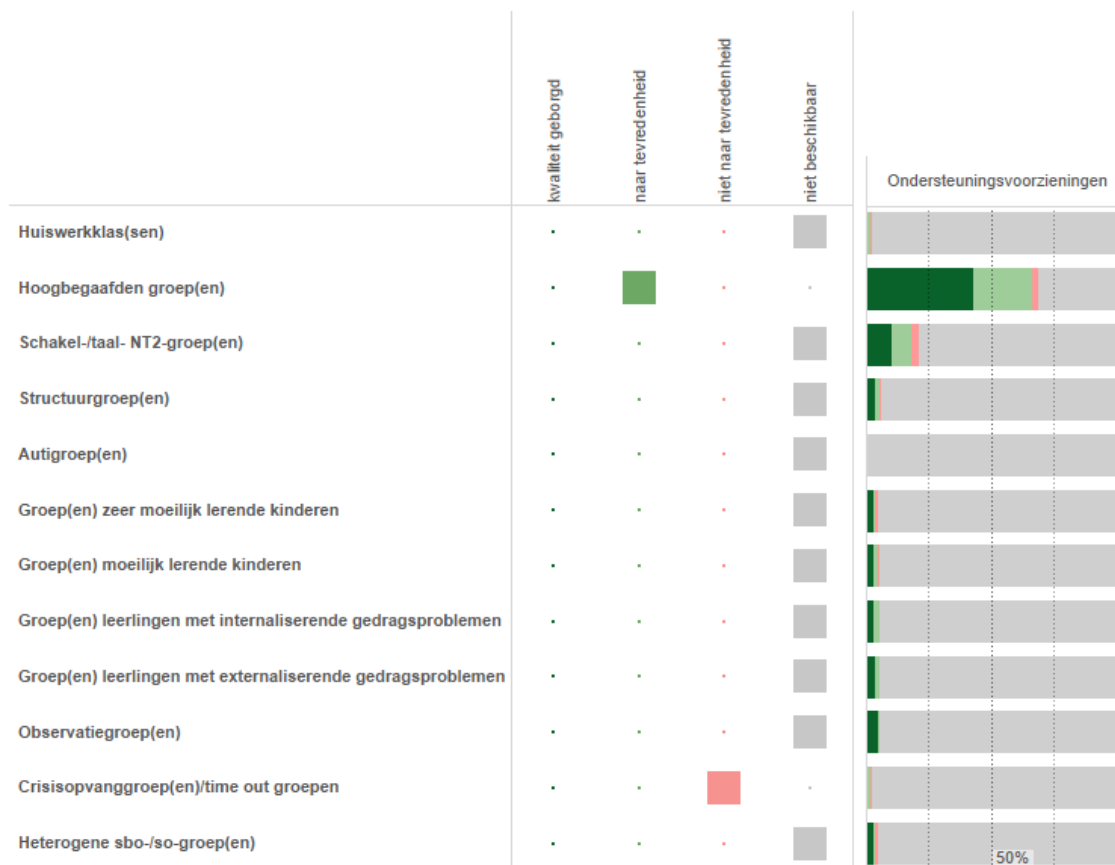 kwaliteit geborgd
naar tevredenheid
niet naar tevredenheid
niet beschikbaar
Ondersteuningsvoorzieningen
Huiswerkklas(sen)
Hoogbegaafden groep(en)
Schakel-/taal- NT2-groep(en)
Structuurgroep(en)
Autigroep(en)
Groep(en) zeer moeilijk lerende kinderen
Groep(en) moeilijk lerende kinderen
Groep(en) leerlingen met internaliserende gedragsproblemen
Groep(en) leerlingen met externaliserende gedragsproblemen
Observatiegroep(en)
Crisisopvanggroep(en)/time out groepen
Heterogene sbo-/so-groep(en)
50%